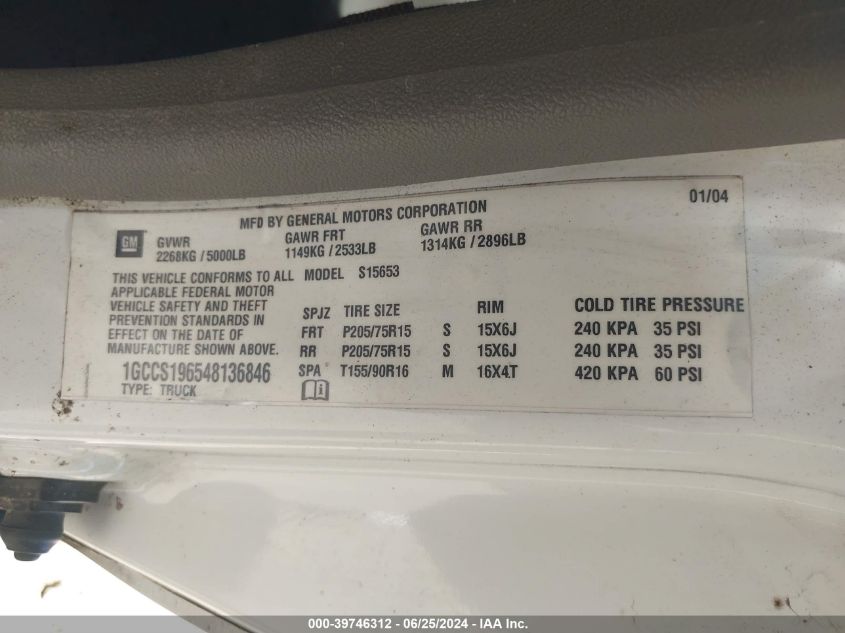 MFD BY GENERAL MOTORS CORPORATION
01/04
GM
GVWR
2268KG / 5000LB
GAWR FRT
1149KG / 2533LB
GAWR RR
1314KG / 2896LB
THIS VEHICLE CONFORMS TO ALL
APPLICABLE FEDERAL MOTOR
VEHICLE SAFETY AND THEFT
PREVENTION STANDARDS IN
EFFECT ON THE DATE OF
MANUFACTURE SHOWN ABOVE.
1GCCS196548136846
TYPE: TRUCK
MODEL S15653
SPJZ TIRE SIZE RIM COLD TIRE PRESSURE
FRT P205/75R15 S 15X6J 240 KPA 35 PSI
RR P205/75R15 S 15X6J 240 KPA 35 PSI
SPA T155/90R16 M 16X4T 420 KPA 60 PSI
000-39746312 - 06/25/2024 - IAA Inc.